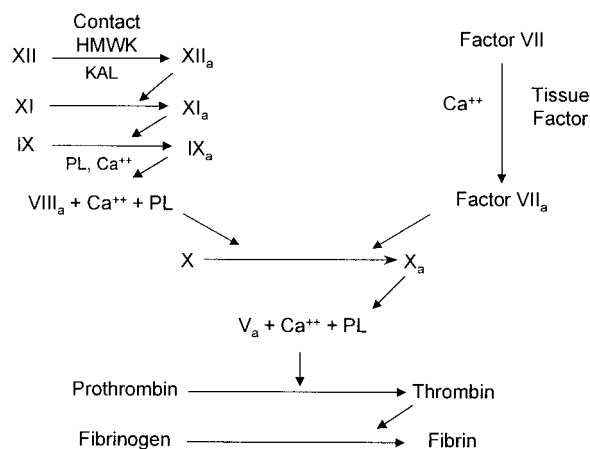 Contact
HMWK
XII XIIₐ
KAL
Factor VII
XI XIₐ
Ca⁺⁺ Tissue
Factor
IX IXₐ
PL, Ca⁺⁺
VIIIₐ + Ca⁺⁺ + PL
Factor VIIₐ
X Xₐ
Vₐ + Ca⁺⁺ + PL
Prothrombin Thrombin
Fibrinogen Fibrin